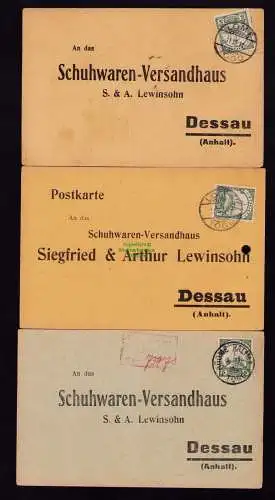 An das
Schuhwaren-Versandhaus
S. & A. Lewinsohn
Dessau
(Anhalt).
Postkarte
An das
Schuhwaren-Versandhaus
Siegfried & Arthur Lewinsohn
Dessau
(Anhalt).
An das
Schuhwaren-Versandhaus
S. & A. Lewinsohn
Dessau
(Anhalt).